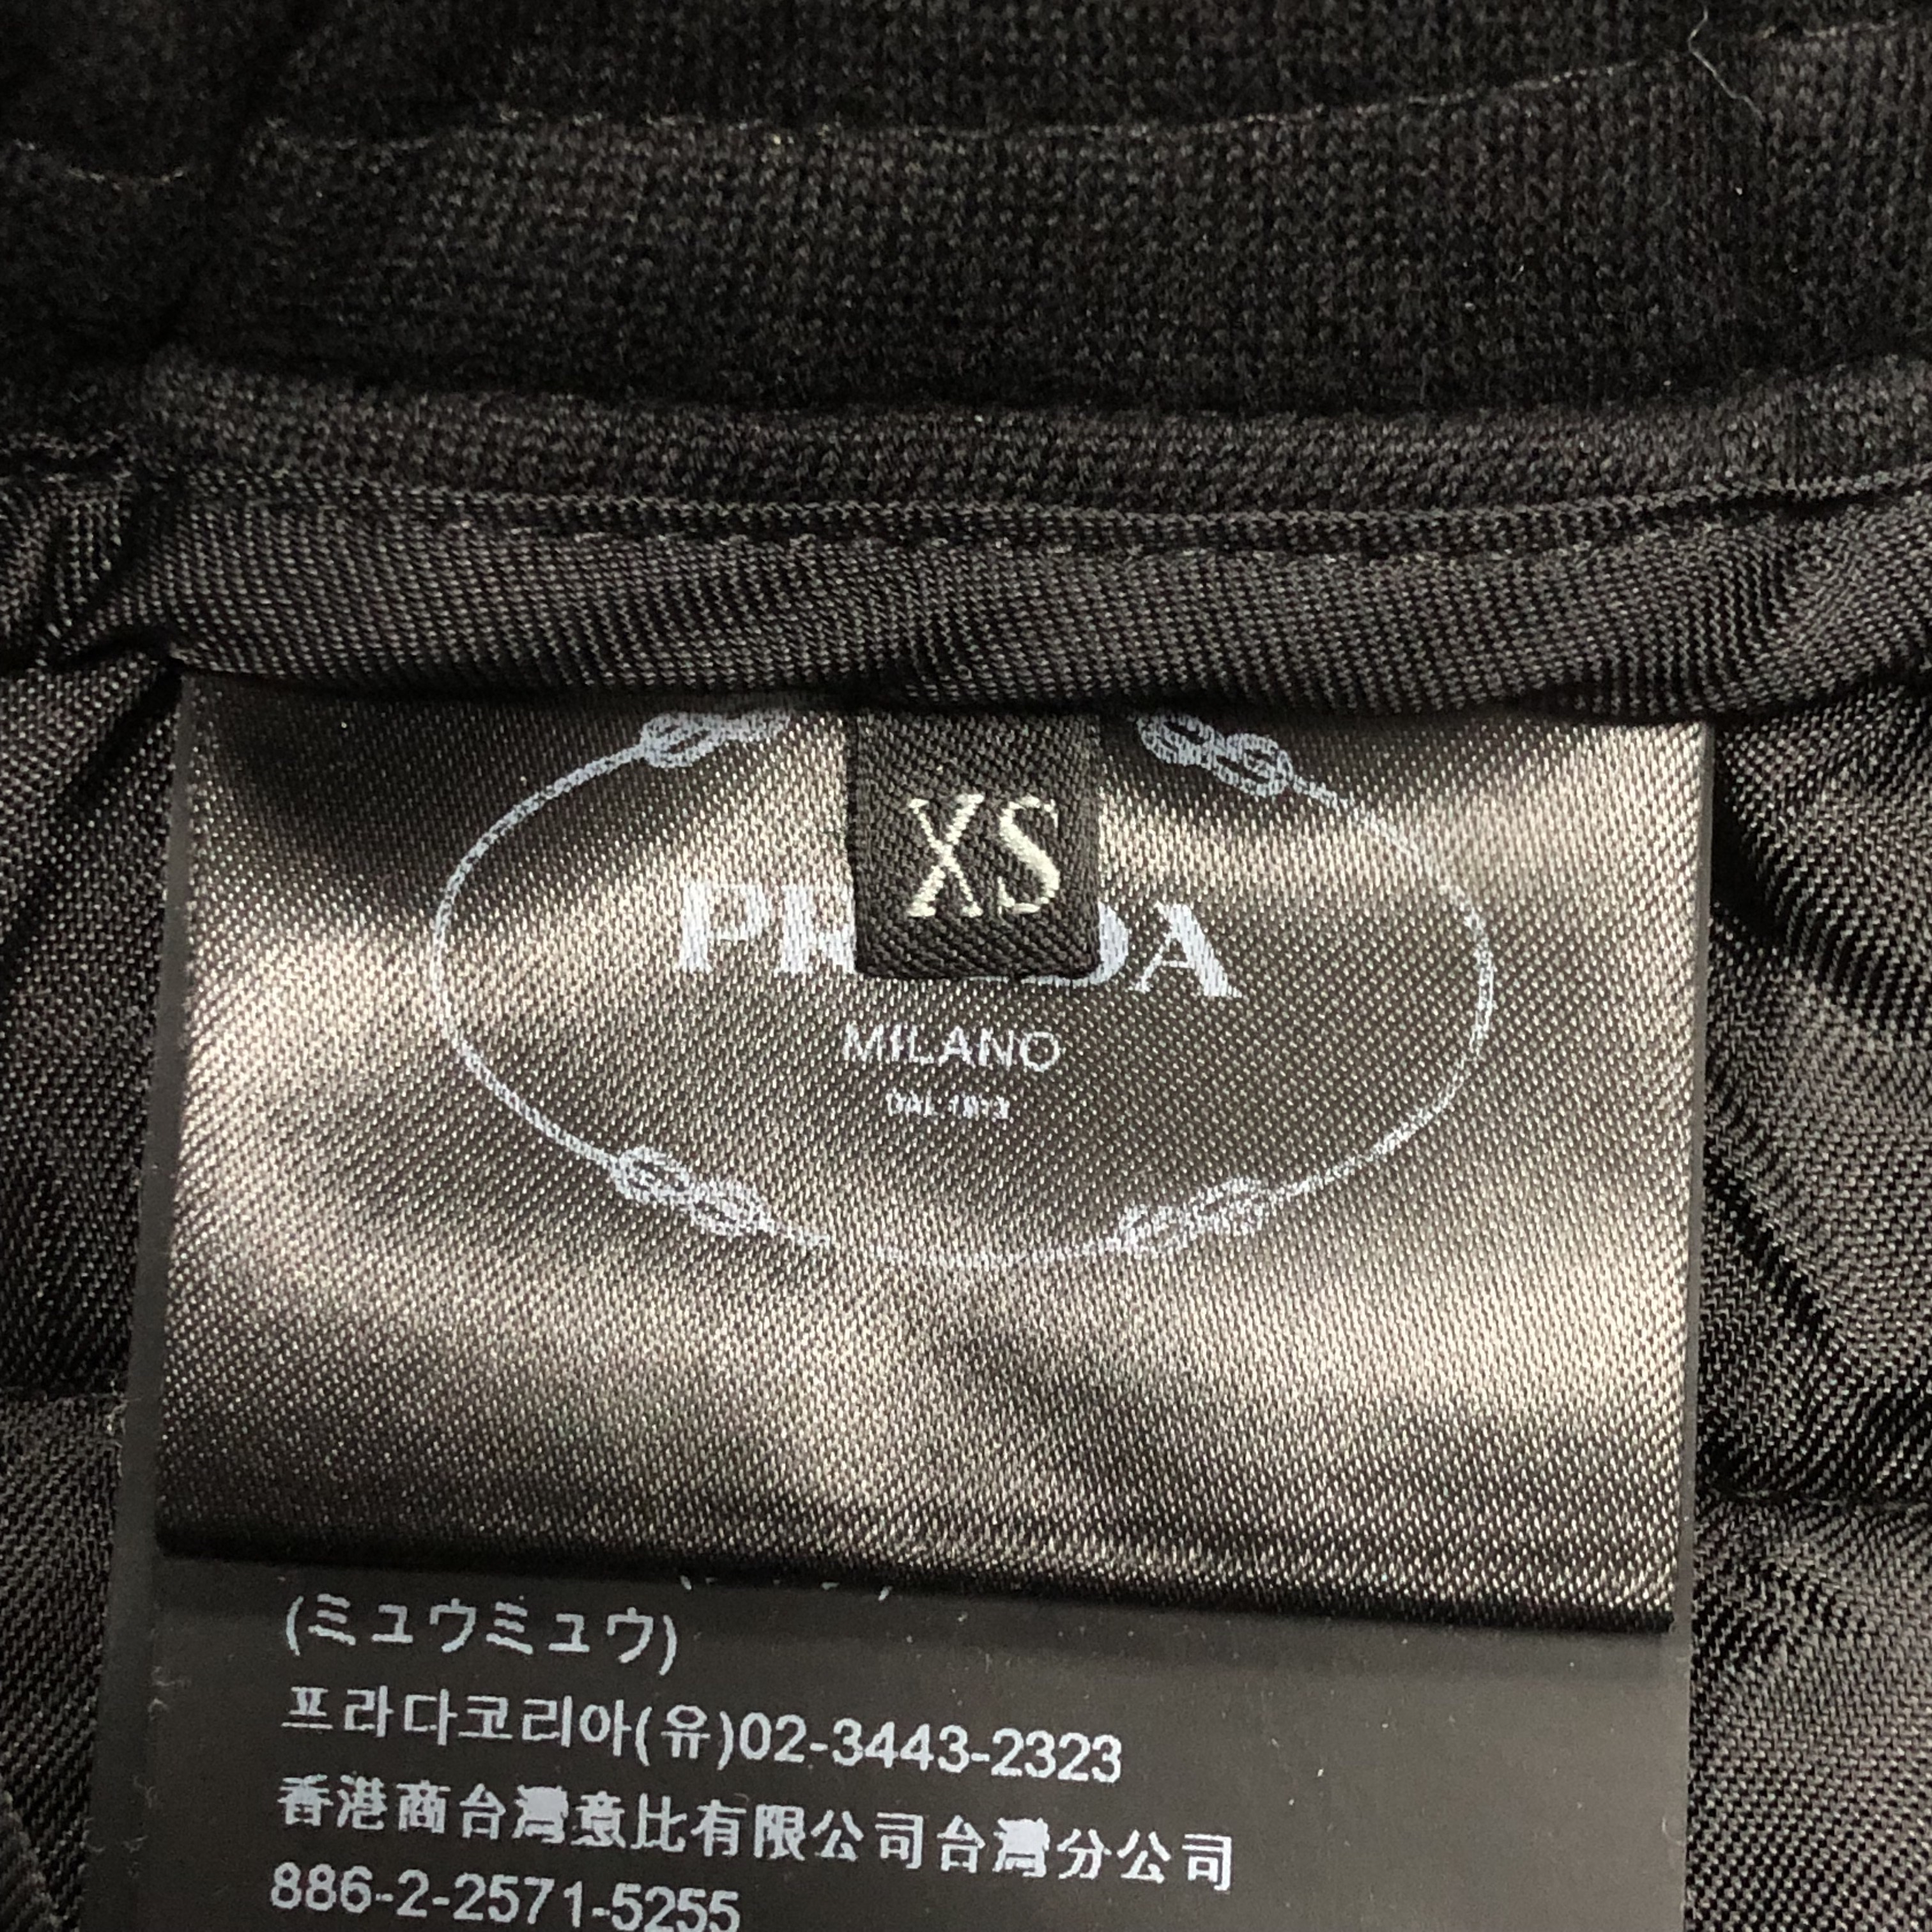 XS
MILANO
DAL 1913
(ミュウミュウ)
프라다코리아(유)02-3443-2323
香港商台灣意比有限公司台灣分公司
886-2-2571-5255